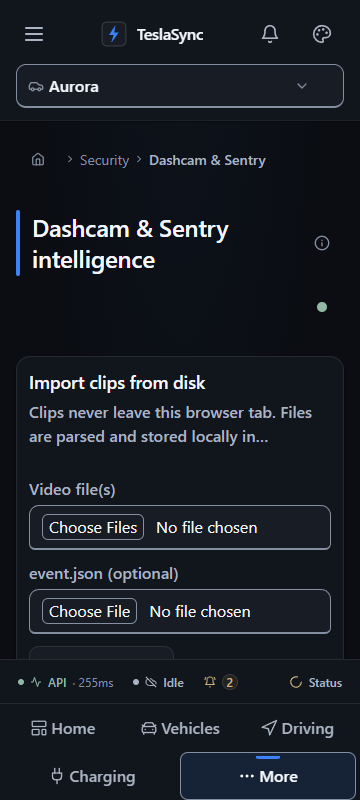 TeslaSync
Aurora
Security
Dashcam & Sentry
Dashcam & Sentry
intelligence
Import clips from disk
Clips never leave this browser tab. Files
are parsed and stored locally in...
Video file(s)
Choose Files No file chosen
event.json (optional)
Choose File No file chosen
API · 255ms Idle 2 Status
Home Vehicles Driving
Charging ··· More